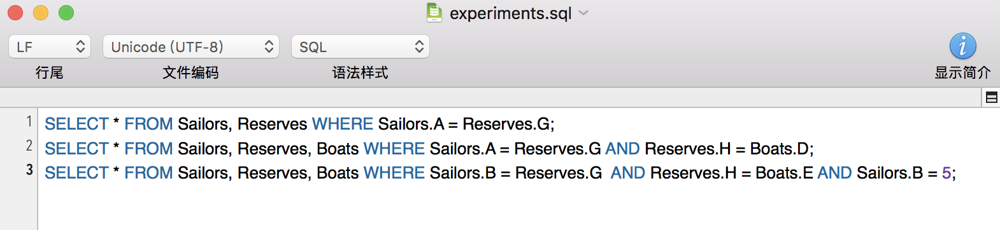 experiments.sql
LF Unicode (UTF-8) SQL
行尾 文件编码 语法样式 显示简介
1 SELECT * FROM Sailors, Reserves WHERE Sailors.A = Reserves.G;
2 SELECT * FROM Sailors, Reserves, Boats WHERE Sailors.A = Reserves.G AND Reserves.H = Boats.D;
3 SELECT * FROM Sailors, Reserves, Boats WHERE Sailors.B = Reserves.G  AND Reserves.H = Boats.E AND Sailors.B = 5;